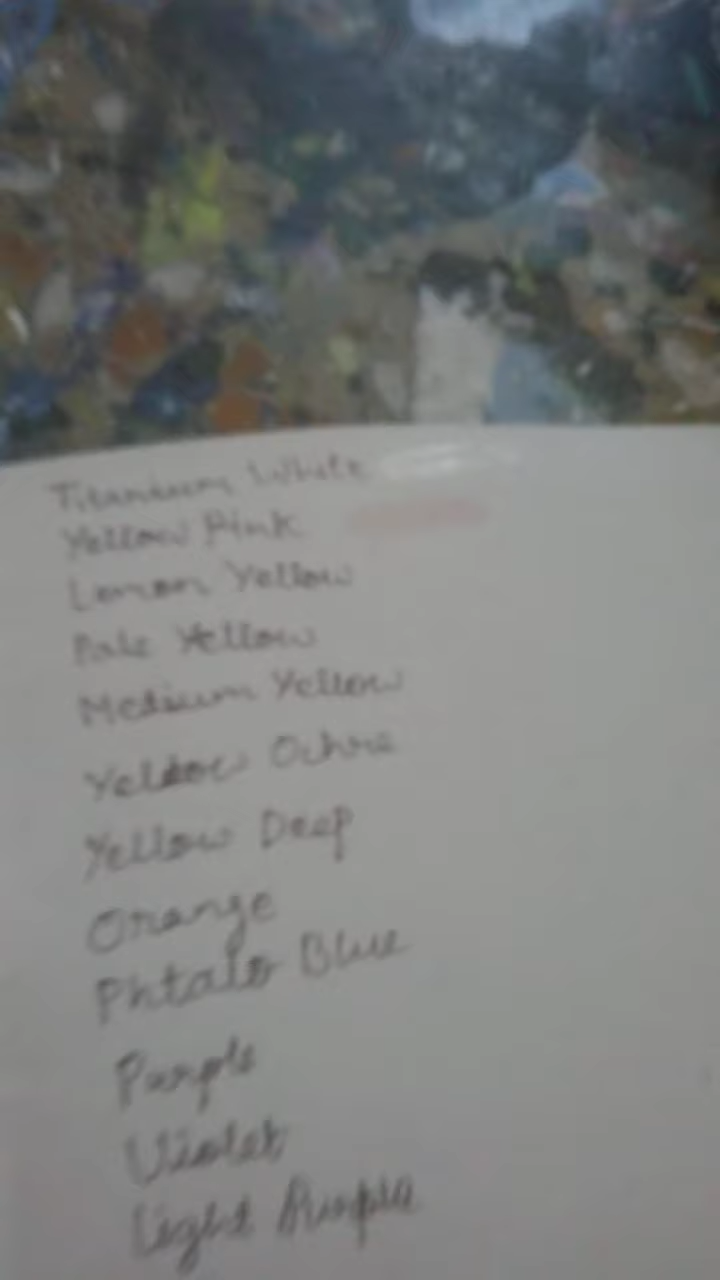 Titanium White
Yellow Pink
Lemon Yellow
Pale Yellow
Medium Yellow
Yellow Ochre
Yellow Deep
Orange
Phtalo Blue
Purple
Violet
Light Purple